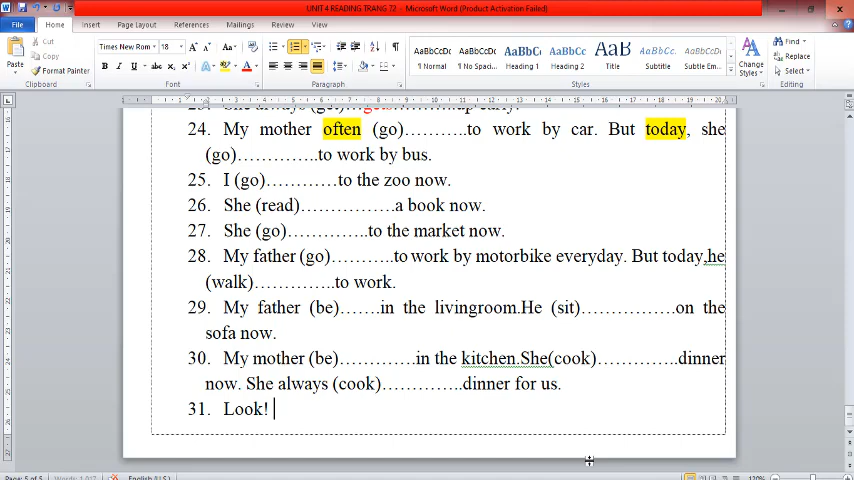 UNIT 4 READING TRANG 72 - Microsoft Word (Product Activation Failed)
File Home Insert Page Layout References Mailings Review View
Cut
Copy
Format Painter
Paste
Clipboard
Times New Rom 18
Font
Paragraph
AaBbCcDc AaBbCcDc AaBbC AaBbCc AaB AaBbCc. AaBbCcDc
¶ Normal ¶ No Spaci... Heading 1 Heading 2 Title Subtitle Subtle Em...
Styles
Change Styles
Find
Replace
Select
Editing
24. My mother often (go)………..to work by car. But today, she
(go)…………..to work by bus.
25. I (go)…………to the zoo now.
26. She (read)…………….a book now.
27. She (go)…………..to the market now.
28. My father (go)………..to work by motorbike everyday. But today,he
(walk)…………..to work.
29. My father (be)…….in the livingroom.He (sit)…………….on the
sofa now.
30. My mother (be)………….in the kitchen.She(cook)…………..dinner
now. She always (cook)…………..dinner for us.
31. Look!
Page: 5 of 5 Words: 1,017 English (U.S.) 120%